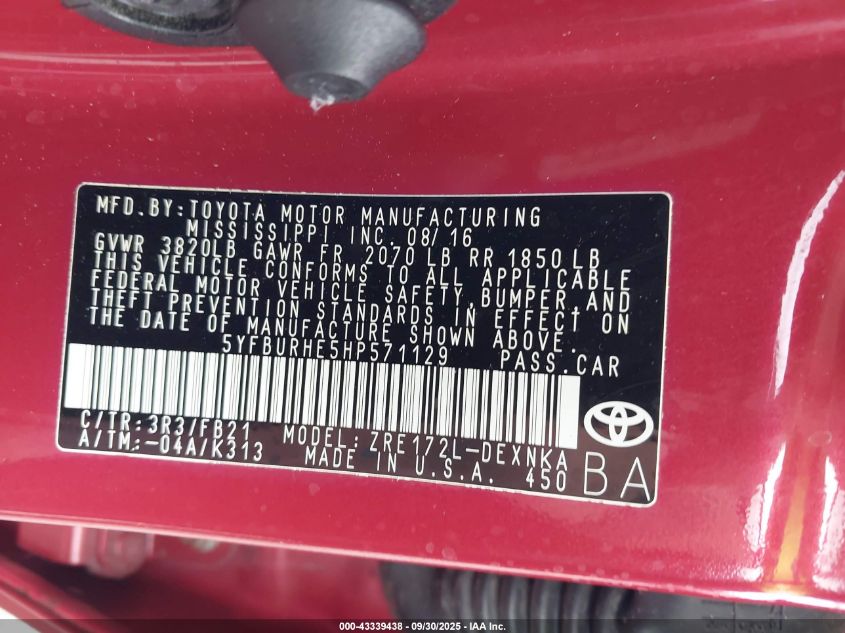 MFD.BY:TOYOTA MOTOR MANUFACTURING
MISSISSIPPI INC. 08/16
GVWR 3820LB GAWR FR 2070 LB RR 1850 LB
THIS VEHICLE CONFORMS TO ALL APPLICABLE
FEDERAL MOTOR VEHICLE SAFETY, BUMPER, AND
THEFT PREVENTION STANDARDS IN EFFECT ON
THE DATE OF MANUFACTURE SHOWN ABOVE.
5YFBURHE5HP571129 PASS.CAR
C/TR:3R3/FB21 MODEL:ZRE172L-DEXNKA
A/TM:-04A/K313 MADE IN U.S.A. 450
BA
000-43339438 - 09/30/2025 - IAA Inc.